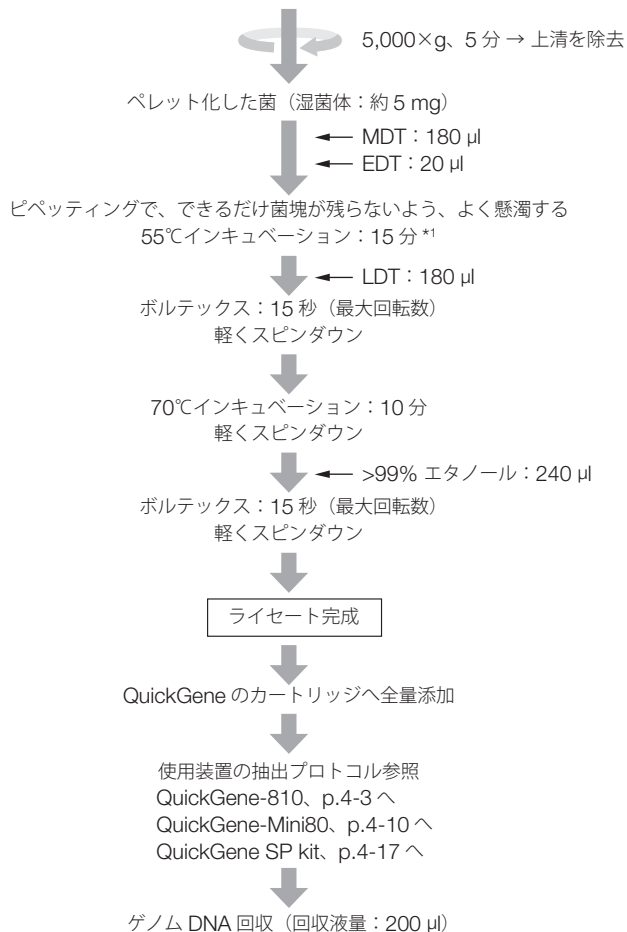 5,000×g、5 分 → 上清を除去
ペレット化した菌（湿菌体：約 5 mg）
MDT：180 µl
EDT：20 µl
ピペッティングで、できるだけ菌塊が残らないよう、よく懸濁する
55℃インキュベーション：15 分 *1
LDT：180 µl
ボルテックス：15 秒（最大回転数）
軽くスピンダウン
70℃インキュベーション：10 分
軽くスピンダウン
>99% エタノール：240 µl
ボルテックス：15 秒（最大回転数）
軽くスピンダウン
ライセート完成
QuickGene のカートリッジへ全量添加
使用装置の抽出プロトコル参照
QuickGene-810、p.4-3 へ
QuickGene-Mini80、p.4-10 へ
QuickGene SP kit、p.4-17 へ
ゲノム DNA 回収（回収液量：200 µl）